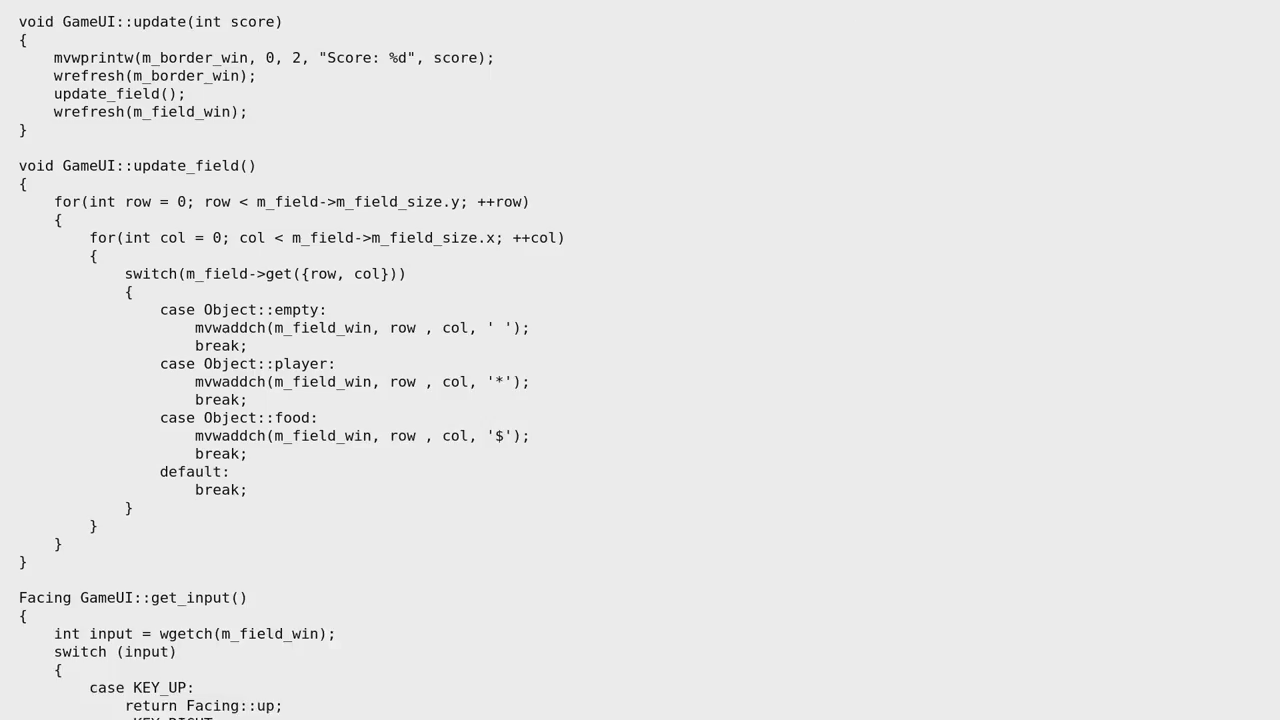 void GameUI::update(int score)
{
    mvwprintw(m_border_win, 0, 2, "Score: %d", score);
    wrefresh(m_border_win);
    update_field();
    wrefresh(m_field_win);
}

void GameUI::update_field()
{
    for(int row = 0; row < m_field->m_field_size.y; ++row)
    {
        for(int col = 0; col < m_field->m_field_size.x; ++col)
        {
            switch(m_field->get({row, col}))
            {
                case Object::empty:
                    mvwaddch(m_field_win, row , col, ' ');
                    break;
                case Object::player:
                    mvwaddch(m_field_win, row , col, '*');
                    break;
                case Object::food:
                    mvwaddch(m_field_win, row , col, '$');
                    break;
                default:
                    break;
            }
        }
    }
}

Facing GameUI::get_input()
{
    int input = wgetch(m_field_win);
    switch (input)
    {
        case KEY_UP:
            return Facing::up;